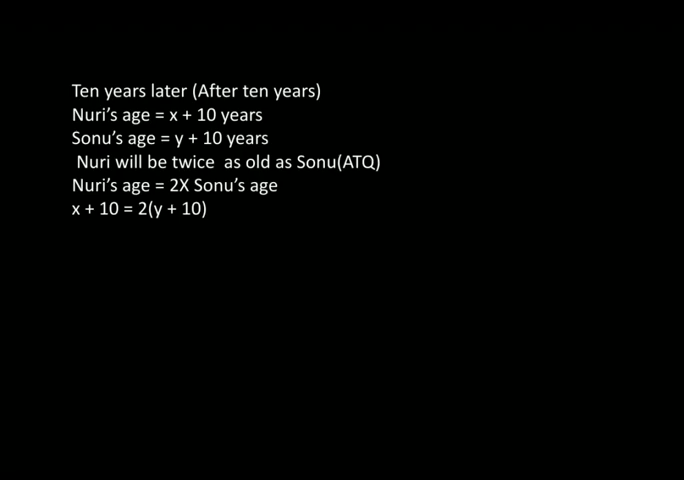 Ten years later (After ten years)
Nuri’s age = x + 10 years
Sonu’s age = y + 10 years
Nuri will be twice  as old as Sonu(ATQ)
Nuri’s age = 2X Sonu’s age
x + 10 = 2(y + 10)